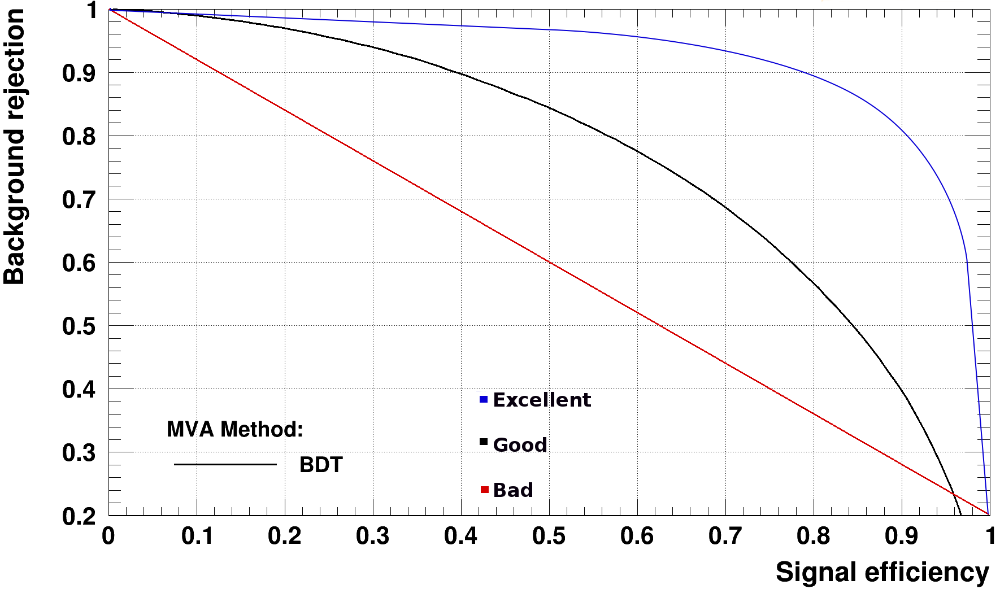 Background rejection
1
0.9
0.8
0.7
0.6
0.5
0.4
0.3
0.2
MVA Method:
BDT
Excellent
Good
Bad
0 0.1 0.2 0.3 0.4 0.5 0.6 0.7 0.8 0.9 1
Signal efficiency